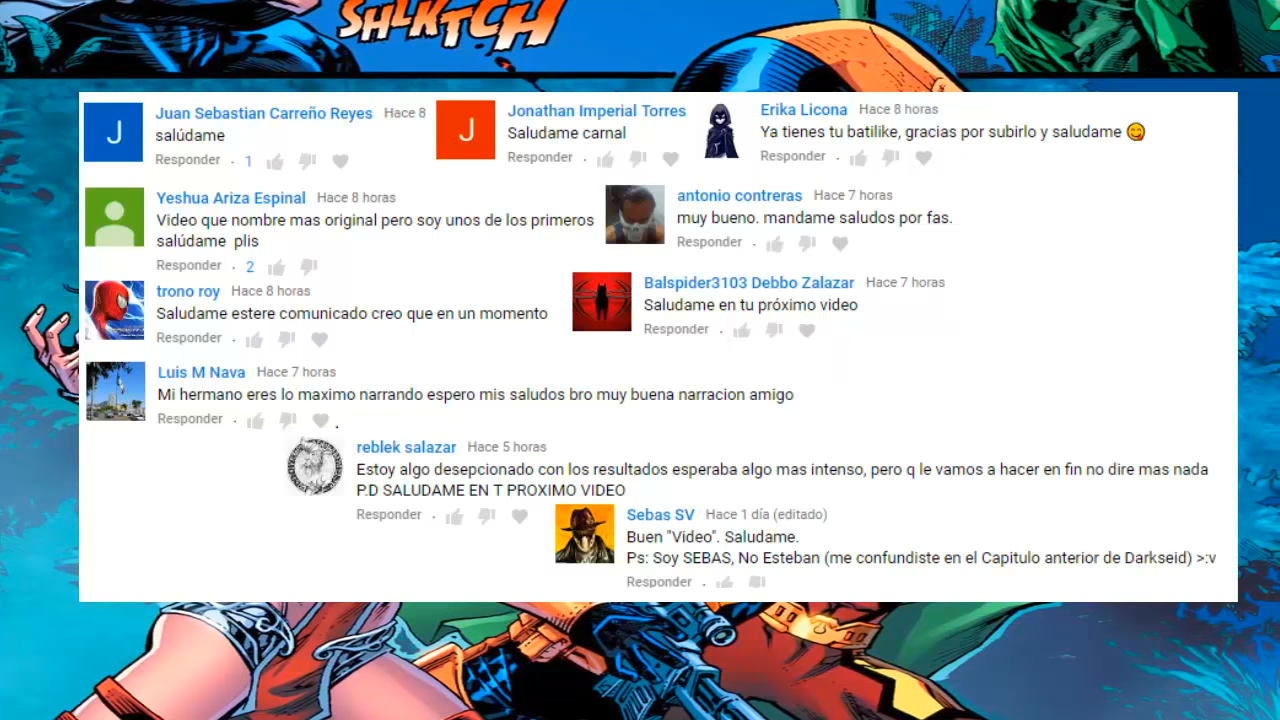 SHLKTCH
Juan Sebastian Carreño Reyes Hace 8
salúdame
Responder · 1
Jonathan Imperial Torres
Saludame carnal
Responder ·
Erika Licona Hace 8 horas
Ya tienes tu batilike, gracias por subirlo y saludame 😋
Responder ·
Yeshua Ariza Espinal Hace 8 horas
Video que nombre mas original pero soy unos de los primeros
salúdame plis
Responder · 2
antonio contreras Hace 7 horas
muy bueno. mandame saludos por fas.
Responder ·
trono roy Hace 8 horas
Saludame estere comunicado creo que en un momento
Responder ·
Balspider3103 Debbo Zalazar Hace 7 horas
Saludame en tu próximo video
Responder ·
Luis M Nava Hace 7 horas
Mi hermano eres lo maximo narrando espero mis saludos bro muy buena narracion amigo
Responder · .
reblek salazar Hace 5 horas
Estoy algo desepcionado con los resultados esperaba algo mas intenso, pero q le vamos a hacer en fin no dire mas nada
P.D SALUDAME EN T PROXIMO VIDEO
Responder ·
Sebas SV Hace 1 día (editado)
Buen "Video". Saludame.
Ps: Soy SEBAS, No Esteban (me confundiste en el Capitulo anterior de Darkseid) >:v
Responder ·